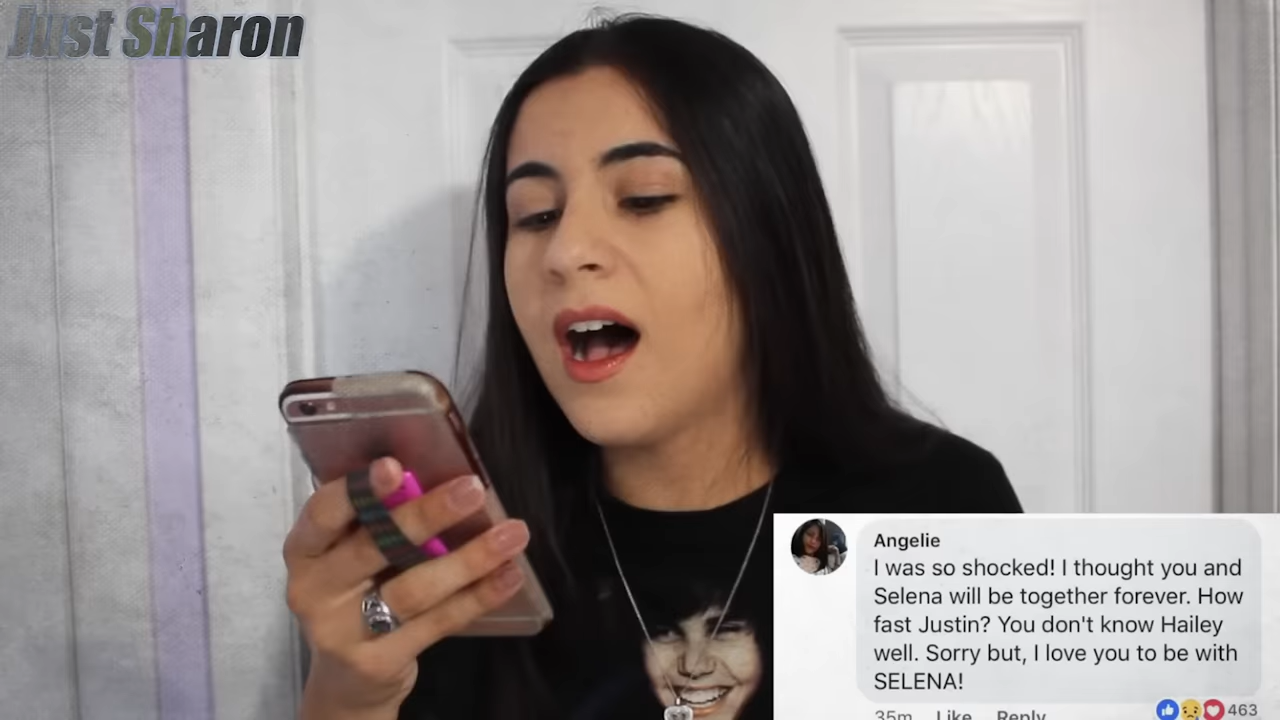 Just Sharon
Angelie
I was so shocked! I thought you and
Selena will be together forever. How
fast Justin? You don't know Hailey
well. Sorry but, I love you to be with
SELENA!
35m Like Reply 463